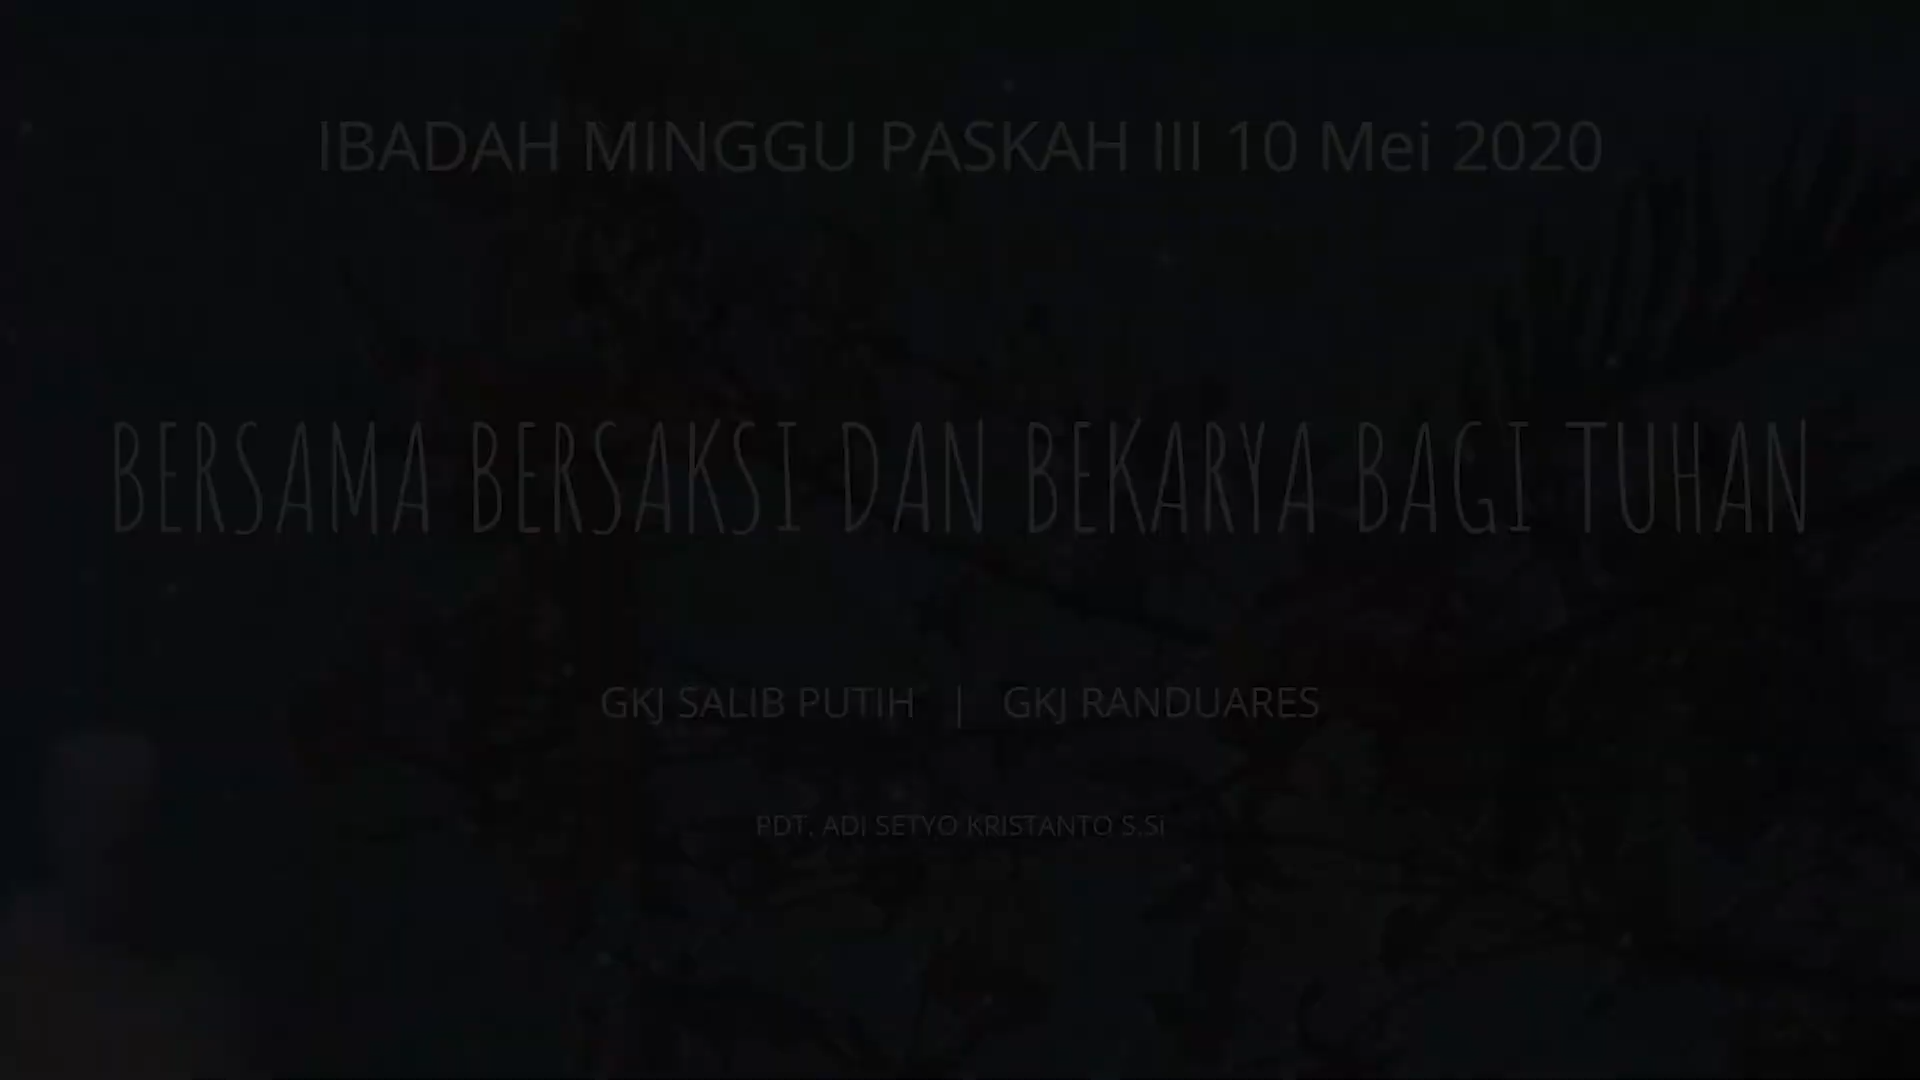 IBADAH MINGGU PASKAH III 10 Mei 2020
BERSAMA BERSAKSI DAN BEKARYA BAGI TUHAN
GKJ SALIB PUTIH | GKJ RANDUARES
PDT. ADI SETYO KRISTANTO S.Si